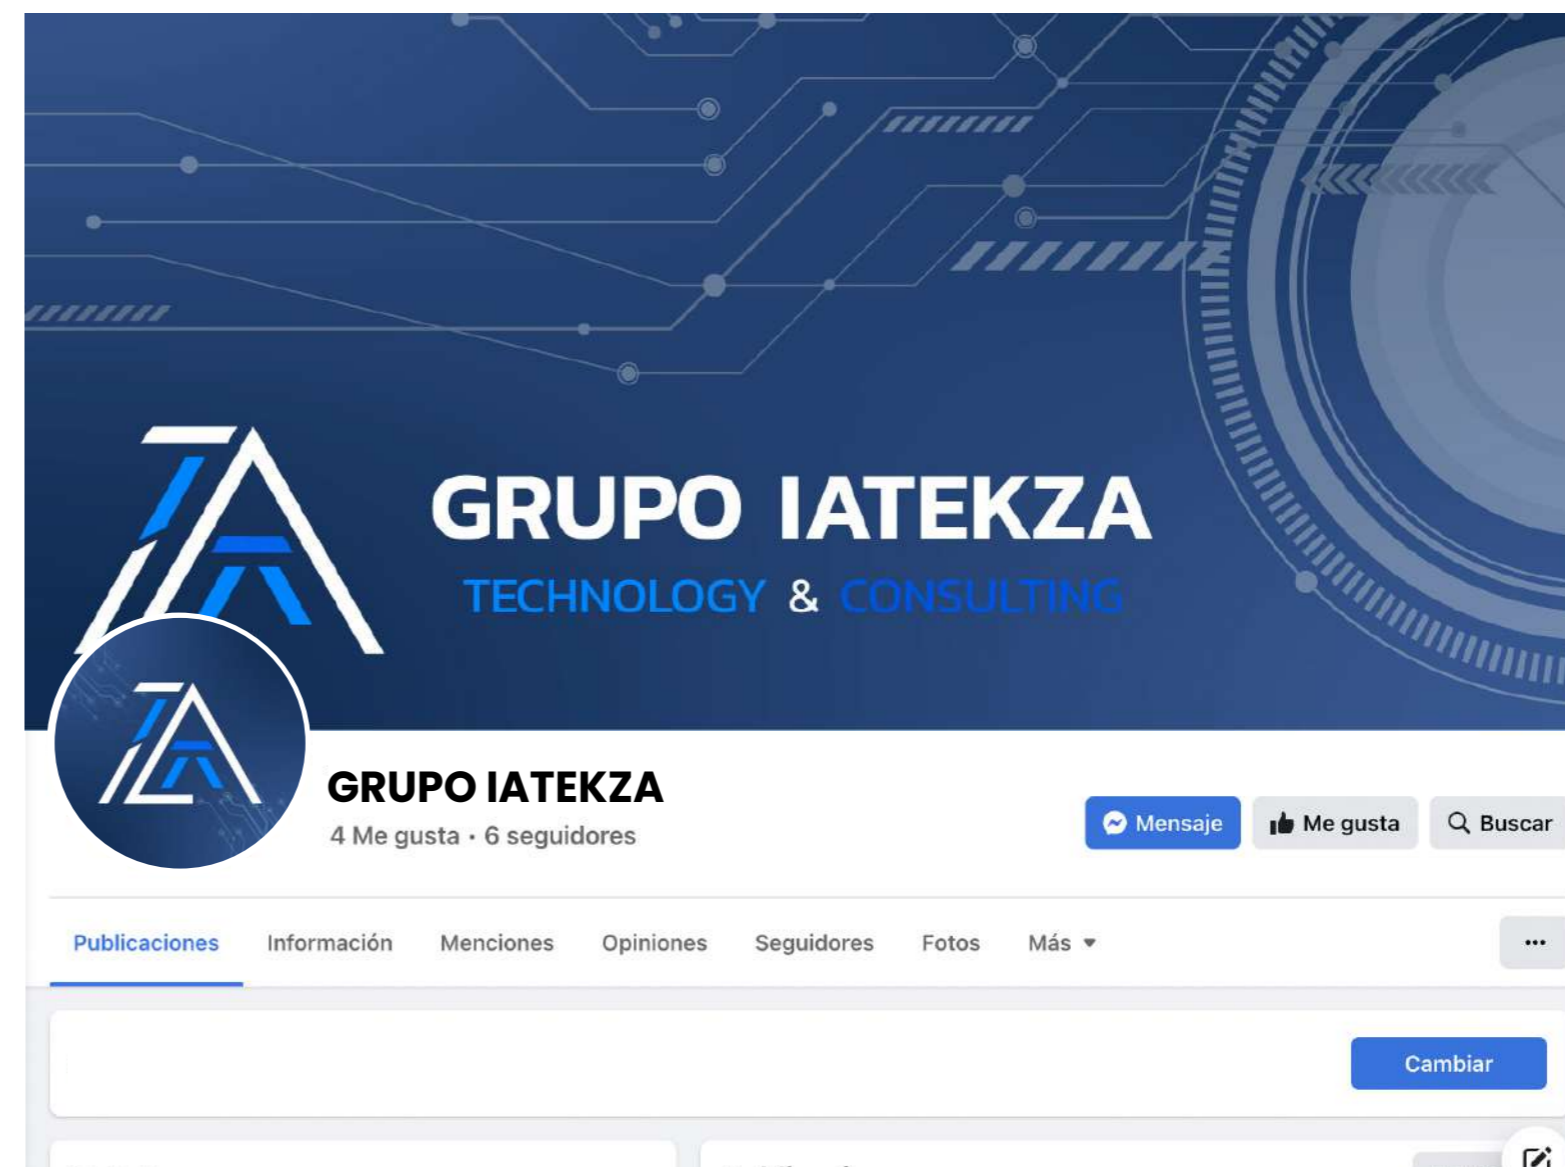 GRUPO IATEKZA
TECHNOLOGY & CONSULTING
GRUPO IATEKZA
4 Me gusta • 6 seguidores
Mensaje
Me gusta
Buscar
Publicaciones
Información
Menciones
Opiniones
Seguidores
Fotos
Más
Cambiar